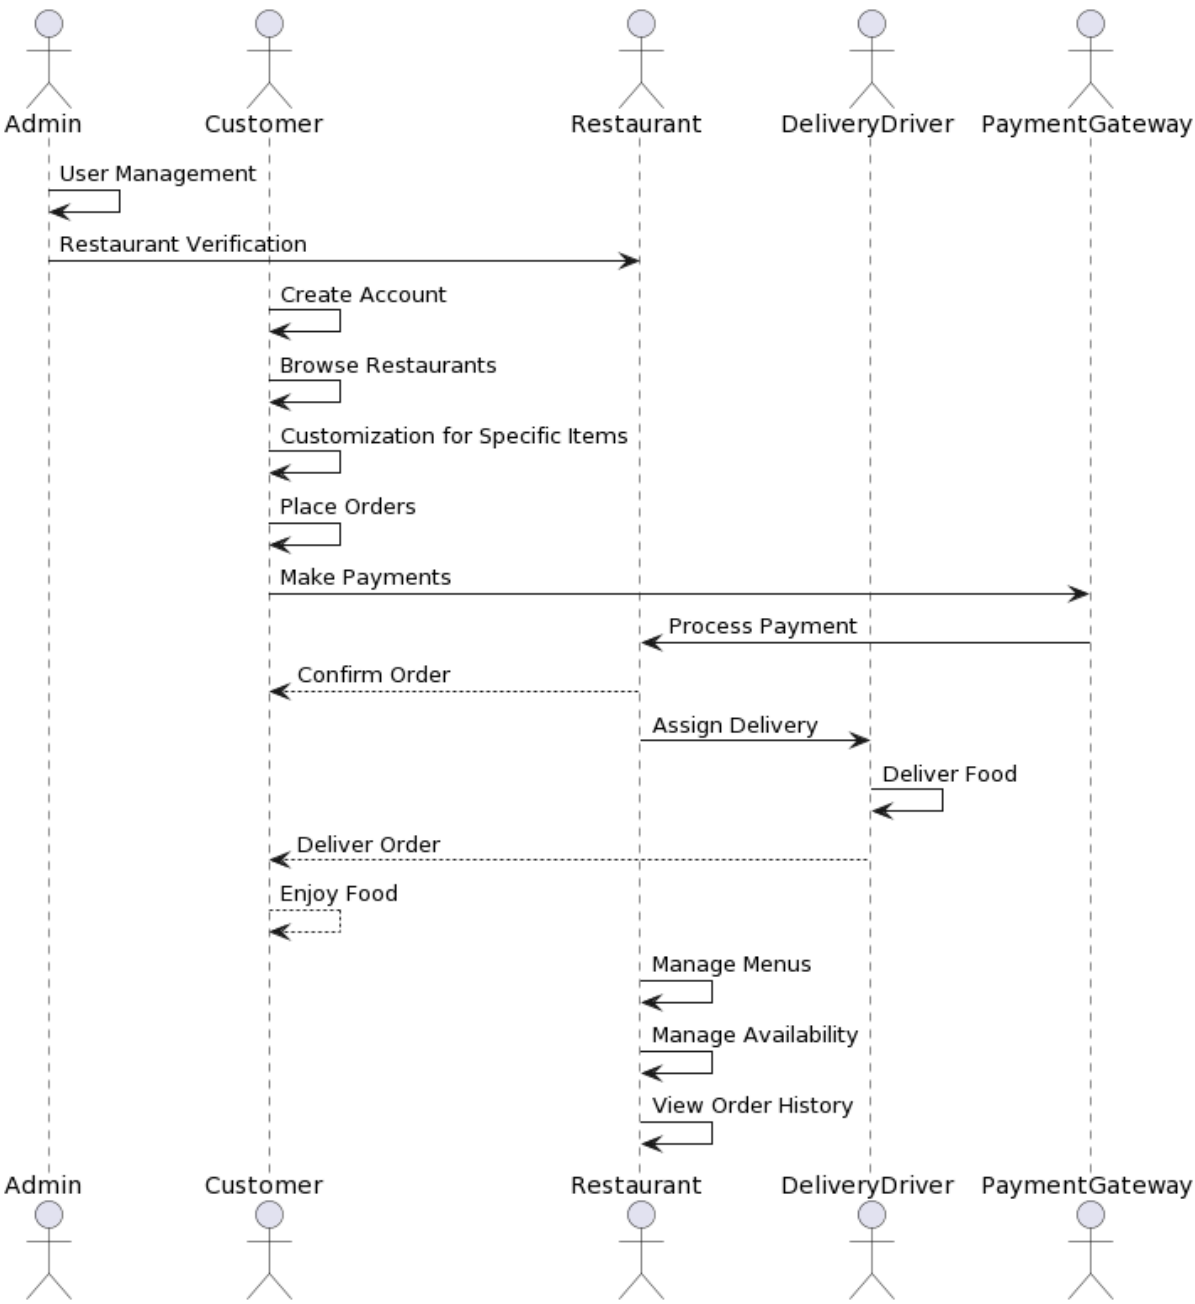 Admin Customer Restaurant DeliveryDriver PaymentGateway
User Management
Restaurant Verification
Create Account
Browse Restaurants
Customization for Specific Items
Place Orders
Make Payments
Process Payment
Confirm Order
Assign Delivery
Deliver Food
Deliver Order
Enjoy Food
Manage Menus
Manage Availability
View Order History
Admin Customer Restaurant DeliveryDriver PaymentGateway